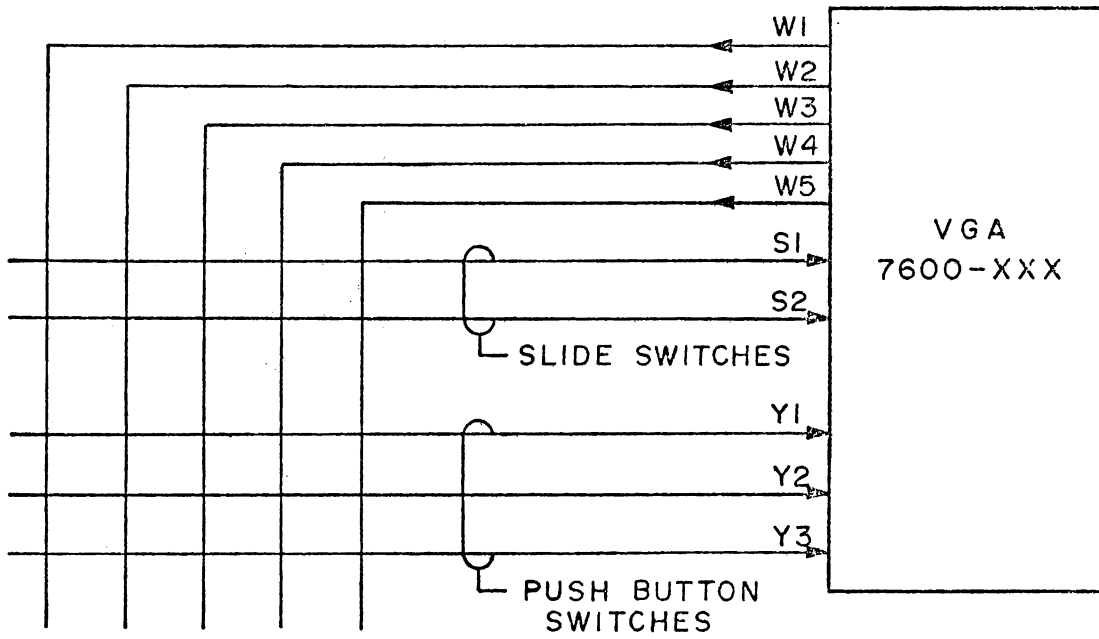 W1
W2
W3
W4
W5
S1
S2
VGA
7600-XXX
SLIDE SWITCHES
Y1
Y2
Y3
PUSH BUTTON
SWITCHES